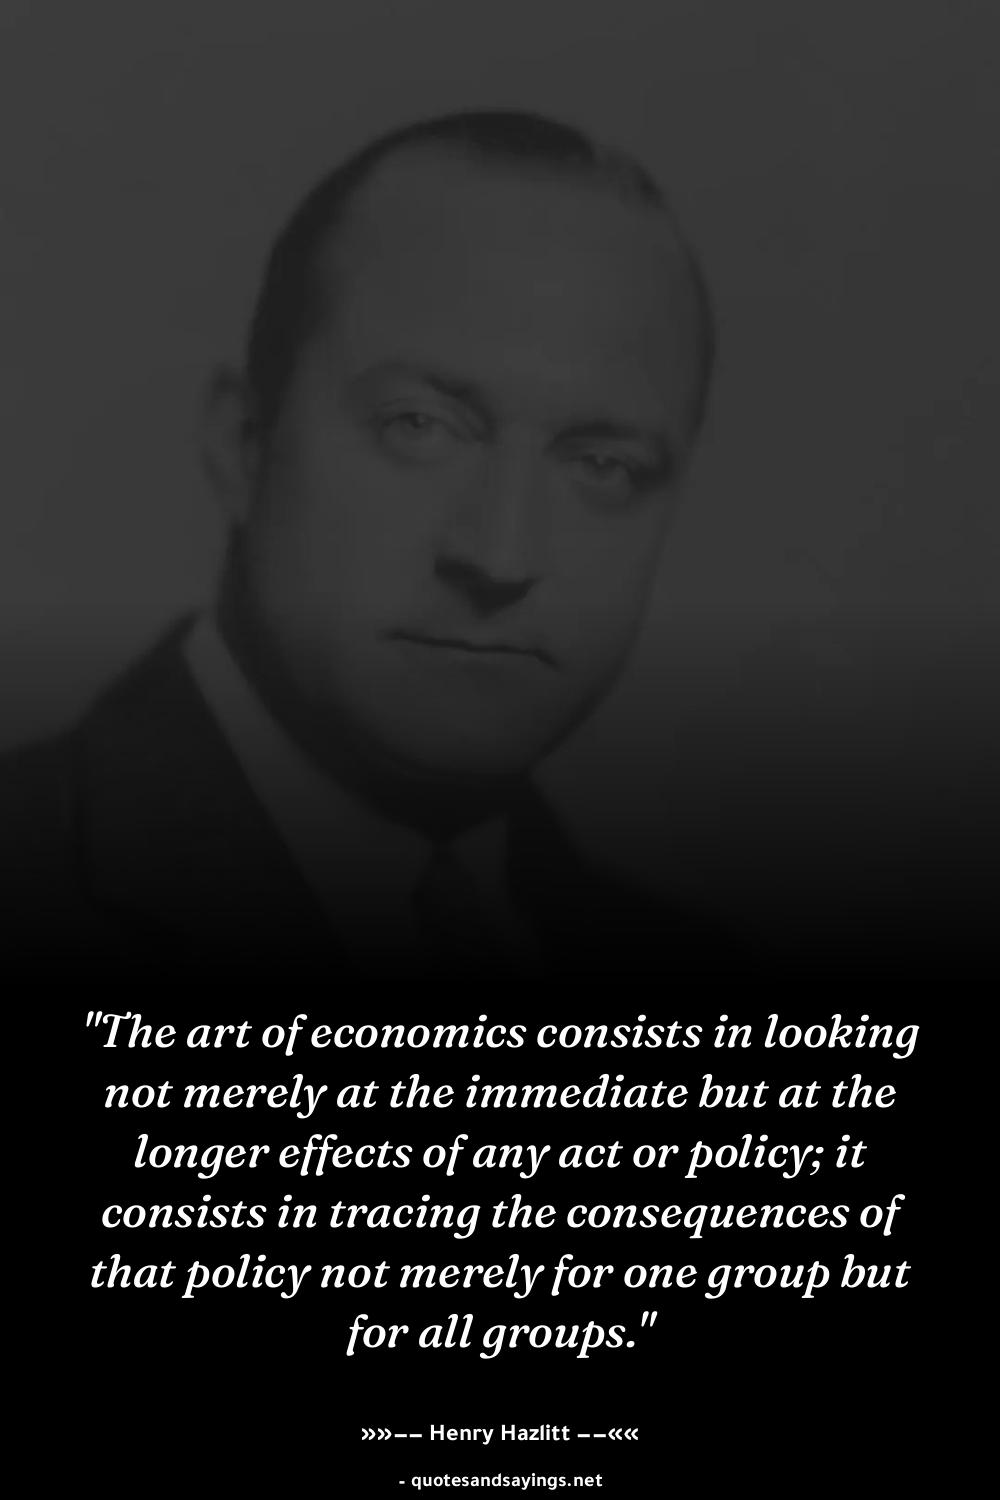 "The art of economics consists in looking
not merely at the immediate but at the
longer effects of any act or policy; it
consists in tracing the consequences of
that policy not merely for one group but
for all groups."
»»–– Henry Hazlitt ––««
- quotesandsayings.net